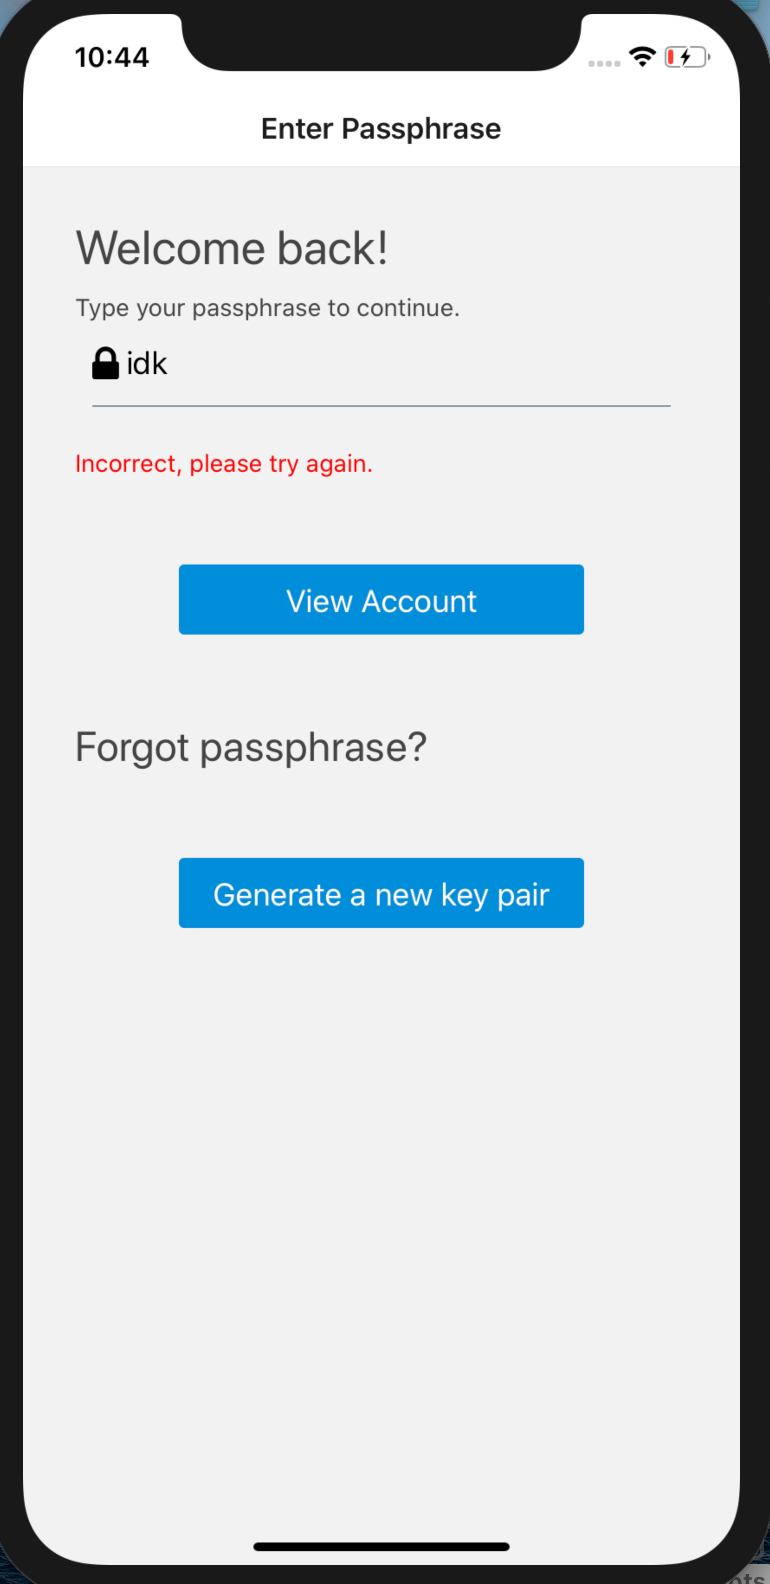 10:44
Enter Passphrase
Welcome back!
Type your passphrase to continue.
idk
Incorrect, please try again.
View Account
Forgot passphrase?
Generate a new key pair